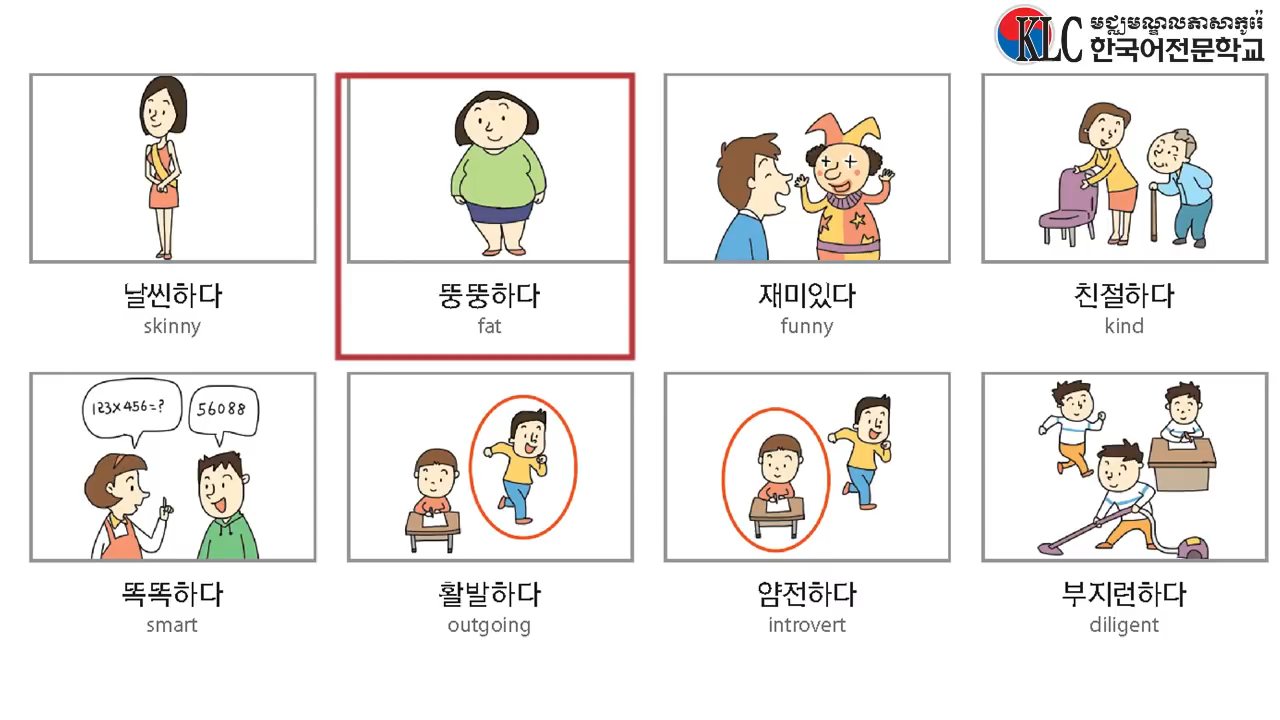 KLC
មជ្ឈមណ្ឌលភាសាកូរ៉េ
한국어전문학교
날씬하다
skinny
뚱뚱하다
fat
재미있다
funny
친절하다
kind
123x456=?
56088
똑똑하다
smart
활발하다
outgoing
얌전하다
introvert
부지런하다
diligent